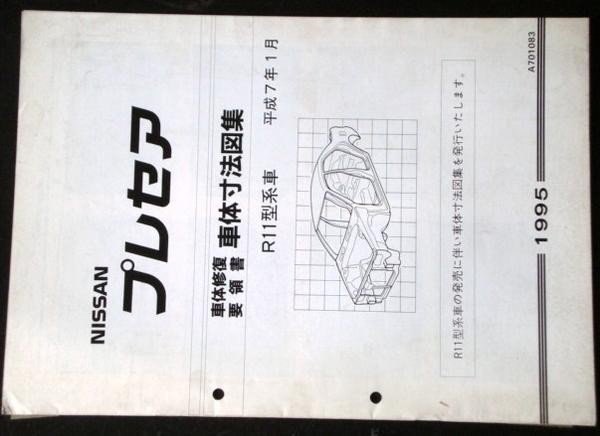 A701083
NISSAN
プレセア
車体修復
要領書
車体寸法図集
R11型系車 平成7年1月
R11型系車の発売に伴い車体寸法図集を発行いたします。
1995